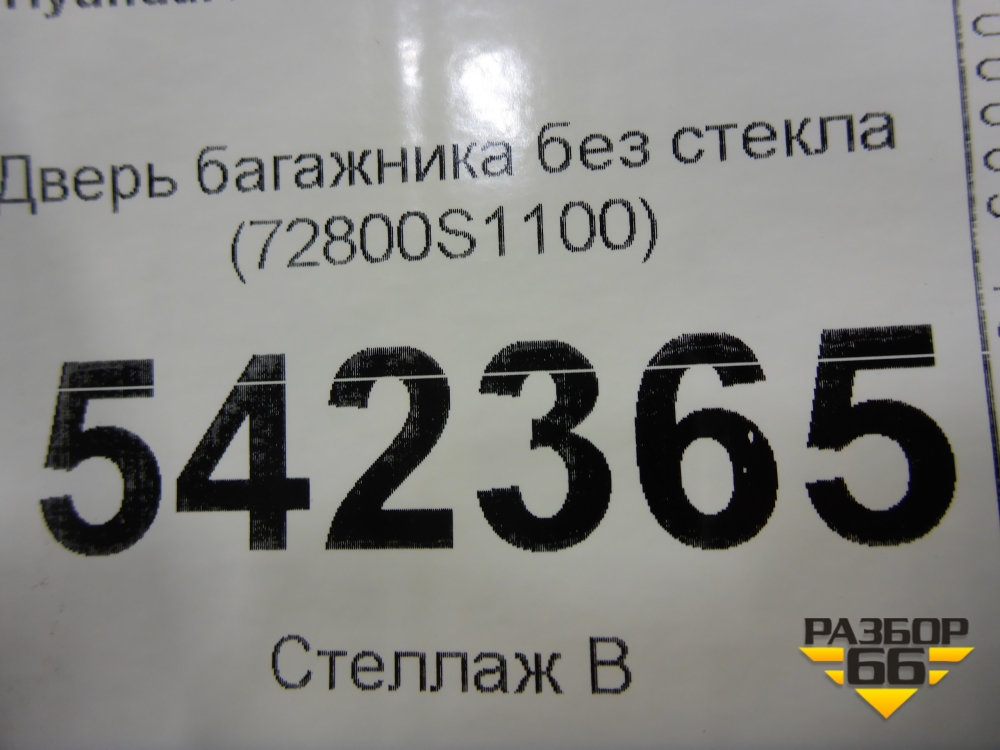 Дверь багажника без стекла
(72800S1100)
542365
Стеллаж В
РАЗБОР
66